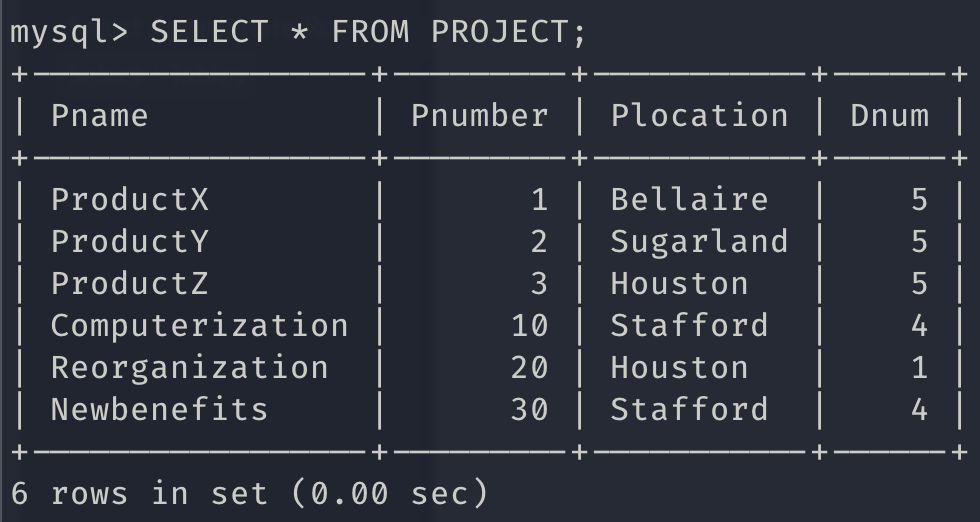 mysql> SELECT * FROM PROJECT;
+-----------------+---------+-----------+------+
| Pname           | Pnumber | Plocation | Dnum |
+-----------------+---------+-----------+------+
| ProductX        |       1 | Bellaire  |    5 |
| ProductY        |       2 | Sugarland |    5 |
| ProductZ        |       3 | Houston   |    5 |
| Computerization |      10 | Stafford  |    4 |
| Reorganization  |      20 | Houston   |    1 |
| Newbenefits     |      30 | Stafford  |    4 |
+-----------------+---------+-----------+------+
6 rows in set (0.00 sec)